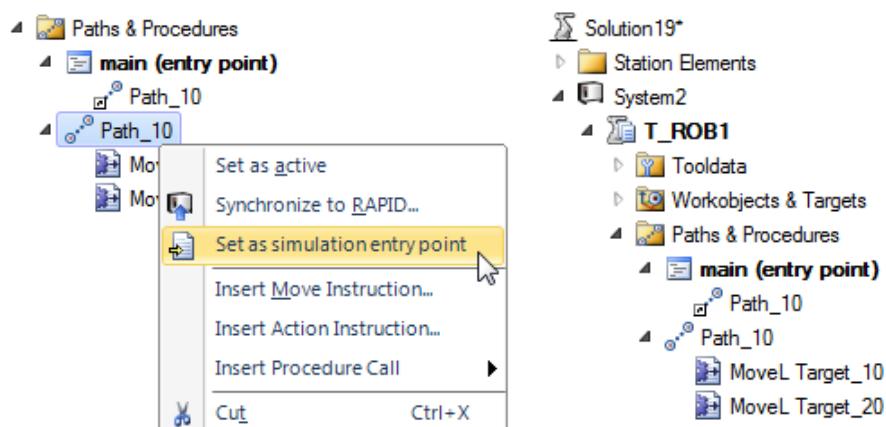 Paths & Procedures
main (entry point)
Path_10
Path_10
Set as active
Synchronize to RAPID...
Set as simulation entry point
Insert Move Instruction...
Insert Action Instruction...
Insert Procedure Call
Cut Ctrl+X
Solution19*
Station Elements
System2
T_ROB1
Tooldata
Workobjects & Targets
Paths & Procedures
main (entry point)
Path_10
Path_10
MoveL Target_10
MoveL Target_20